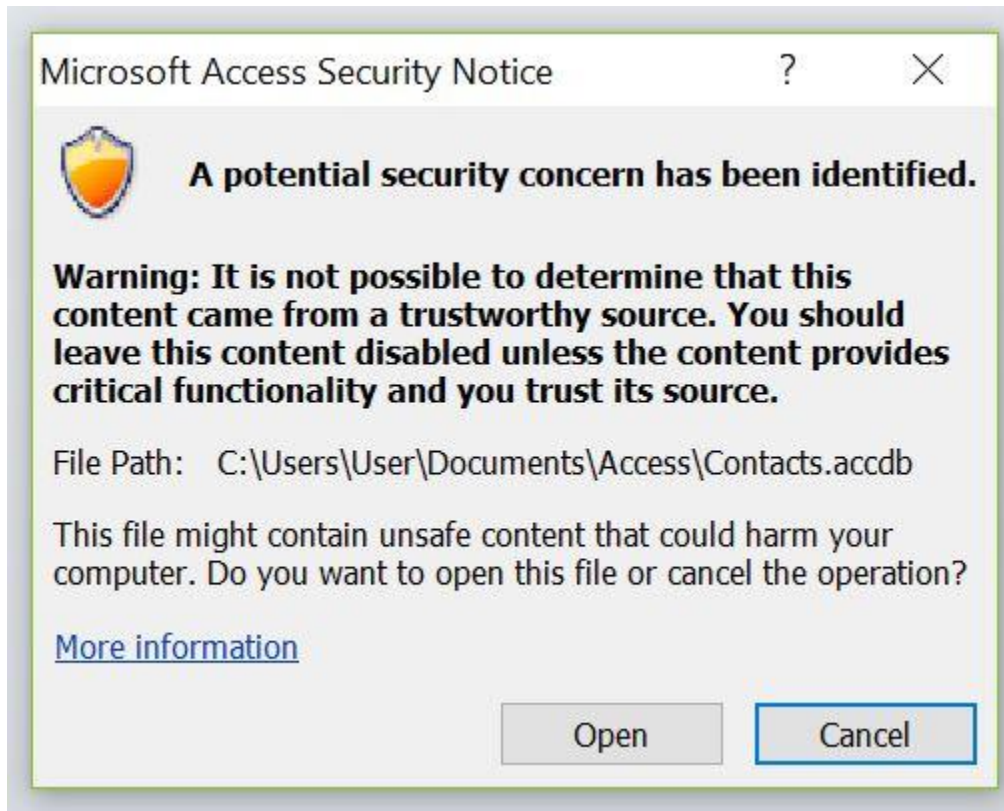 Microsoft Access Security Notice
A potential security concern has been identified.
Warning: It is not possible to determine that this
content came from a trustworthy source. You should
leave this content disabled unless the content provides
critical functionality and you trust its source.
File Path: C:\Users\User\Documents\Access\Contacts.accdb
This file might contain unsafe content that could harm your
computer. Do you want to open this file or cancel the operation?
More information
Open Cancel